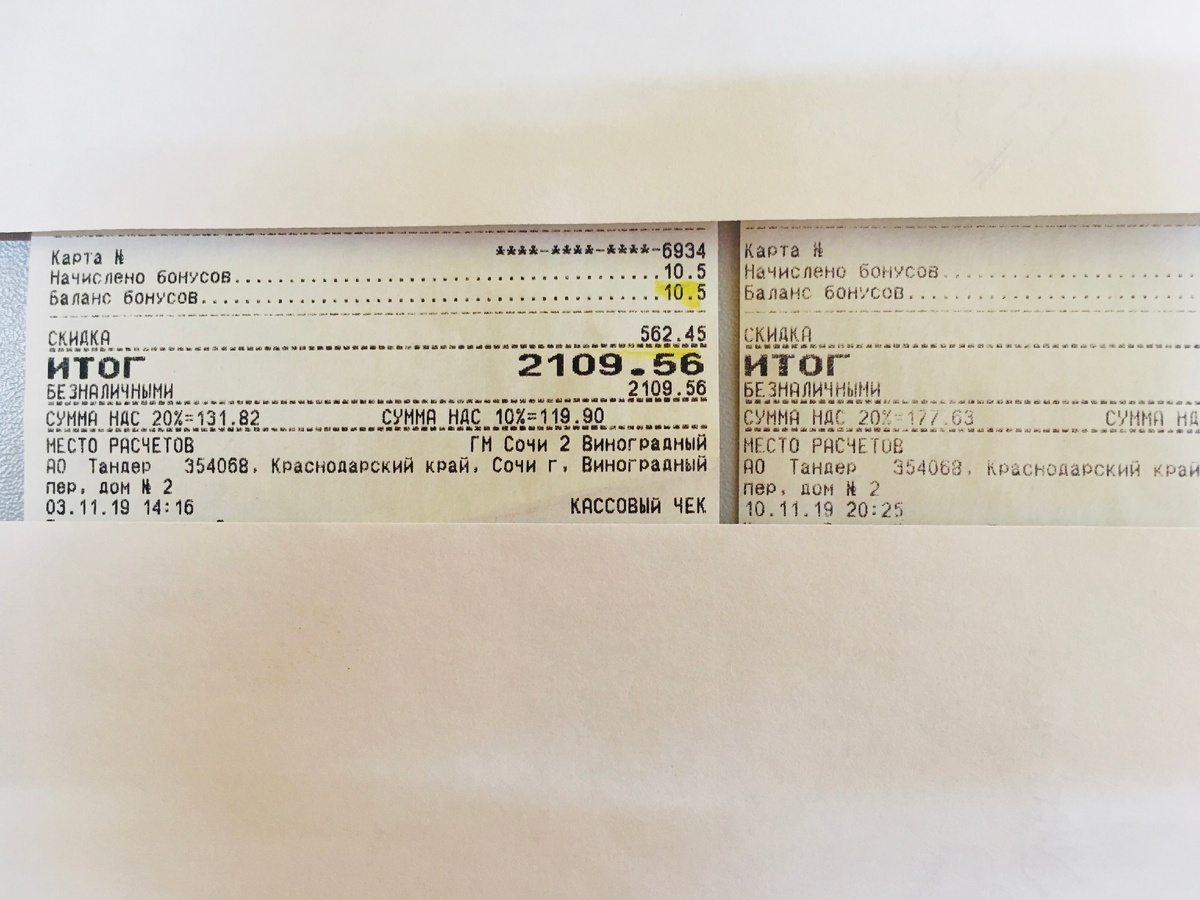 Карта № ****-****-****-6934
Начислено бонусов..............................10.5
Баланс бонусов.................................10.5
СКИДКА 562.45
ИТОГ 2109.56
БЕЗНАЛИЧНЫМИ 2109.56
СУММА НДС 20%=131.82 СУММА НДС 10%=119.90
МЕСТО РАСЧЕТОВ ГМ Сочи 2 Виноградный
АО Тандер 354068, Краснодарский край, Сочи г, Виноградный
пер, дом № 2
03.11.19 14:16 КАССОВЫЙ ЧЕК
Карта №
Начислено бонусов....................
Баланс бонусов.......................
СКИДКА
ИТОГ
БЕЗНАЛИЧНЫМИ
СУММА НДС 20%=177.63 СУММА НД
МЕСТО РАСЧЕТОВ
АО Тандер 354068, Краснодарский край
пер, дом № 2
10.11.19 20:25